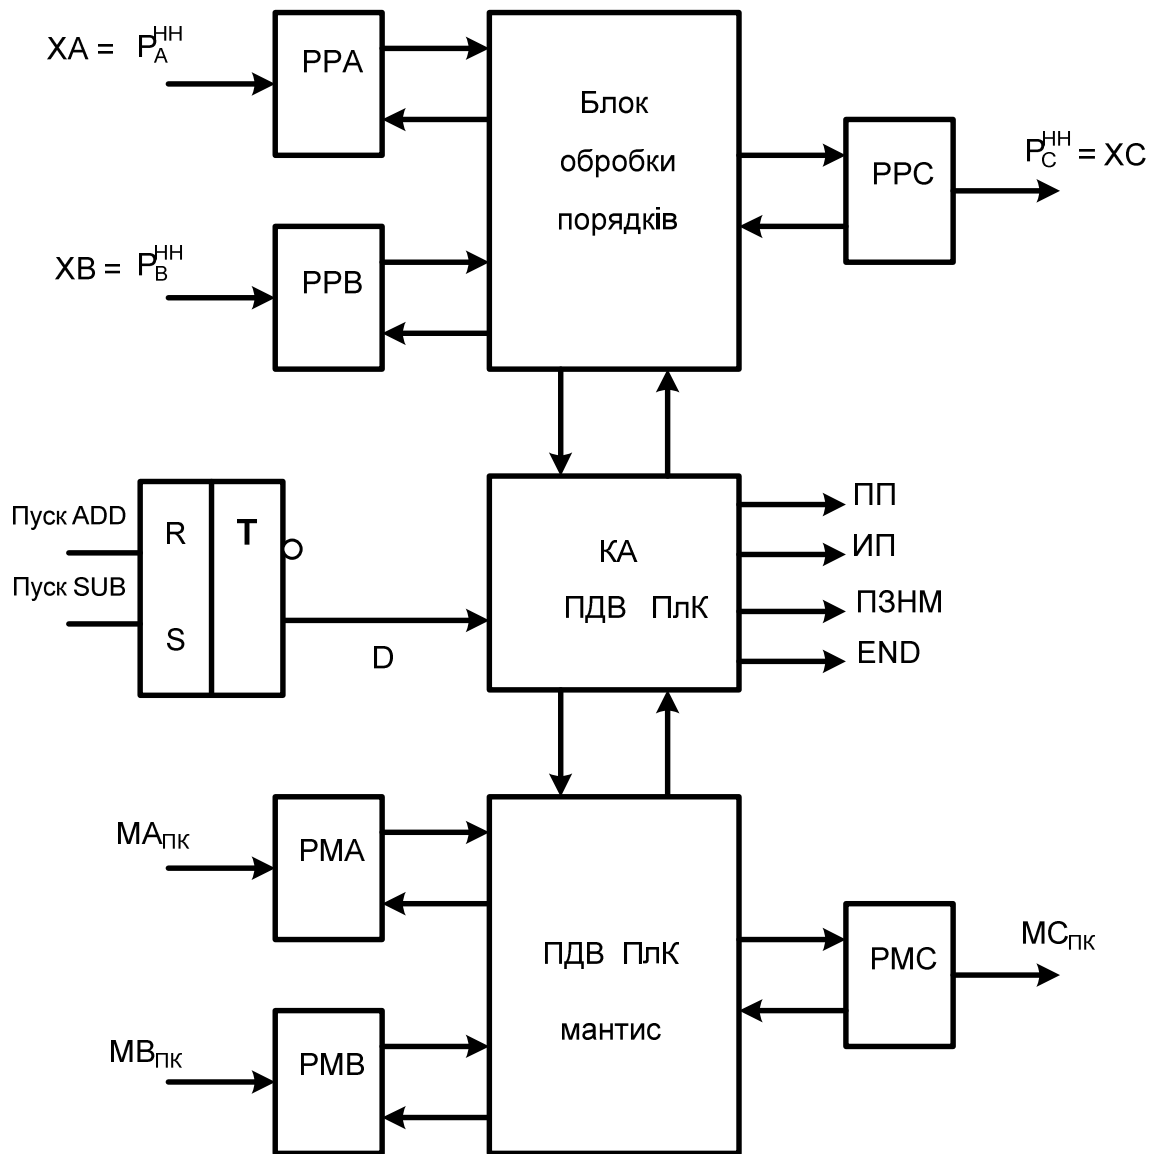 XA = P_A^НН
PPA
Блок
обробки
порядків
PPC
P_C^НН = XC
XB = P_B^НН
PPB
Пуск ADD
Пуск SUB
R
T
S
D
КА
ПДВ ПлК
ПП
ИП
ПЗНМ
END
MA_ПК
PMA
ПДВ ПлК
мантис
PMC
MC_ПК
MB_ПК
PMB